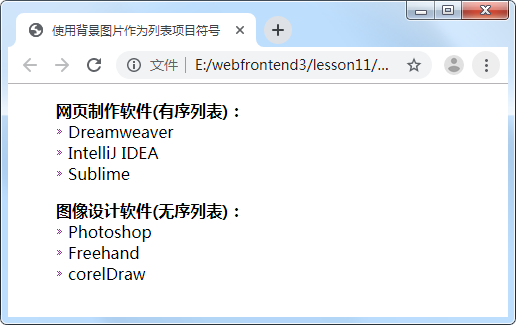 使用背景图片作为列表项目符号
文件 E:/webfrontend3/lesson11/...
网页制作软件(有序列表)：
» Dreamweaver
» IntelliJ IDEA
» Sublime
图像设计软件(无序列表)：
» Photoshop
» Freehand
» corelDraw